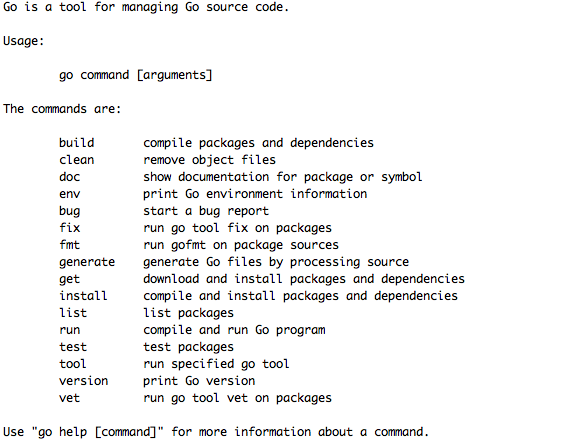 Go is a tool for managing Go source code.
Usage:
go command [arguments]
The commands are:
build compile packages and dependencies
clean remove object files
doc show documentation for package or symbol
env print Go environment information
bug start a bug report
fix run go tool fix on packages
fmt run gofmt on package sources
generate generate Go files by processing source
get download and install packages and dependencies
install compile and install packages and dependencies
list list packages
run compile and run Go program
test test packages
tool run specified go tool
version print Go version
vet run go tool vet on packages
Use "go help [command]" for more information about a command.